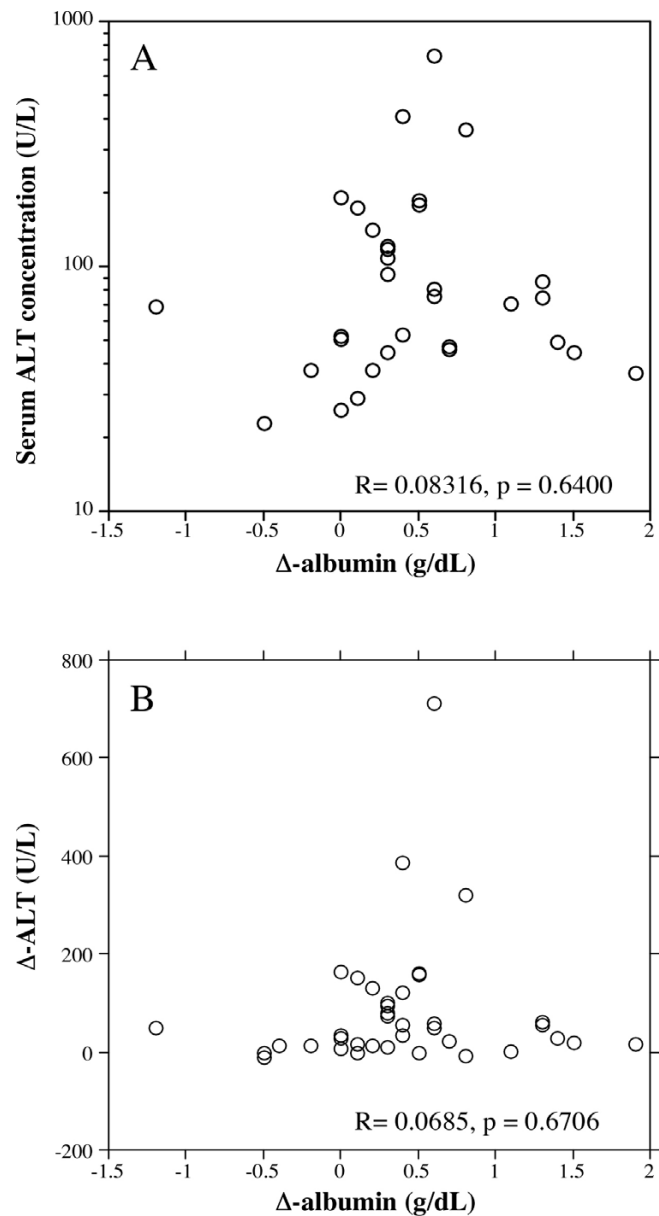 A
Serum ALT concentration (U/L)
1000
100
10
R= 0.08316, p = 0.6400
-1.5 -1 -0.5 0 0.5 1 1.5 2
Δ-albumin (g/dL)
B
Δ-ALT (U/L)
800
600
400
200
0
-200
R= 0.0685, p = 0.6706
-1.5 -1 -0.5 0 0.5 1 1.5 2
Δ-albumin (g/dL)